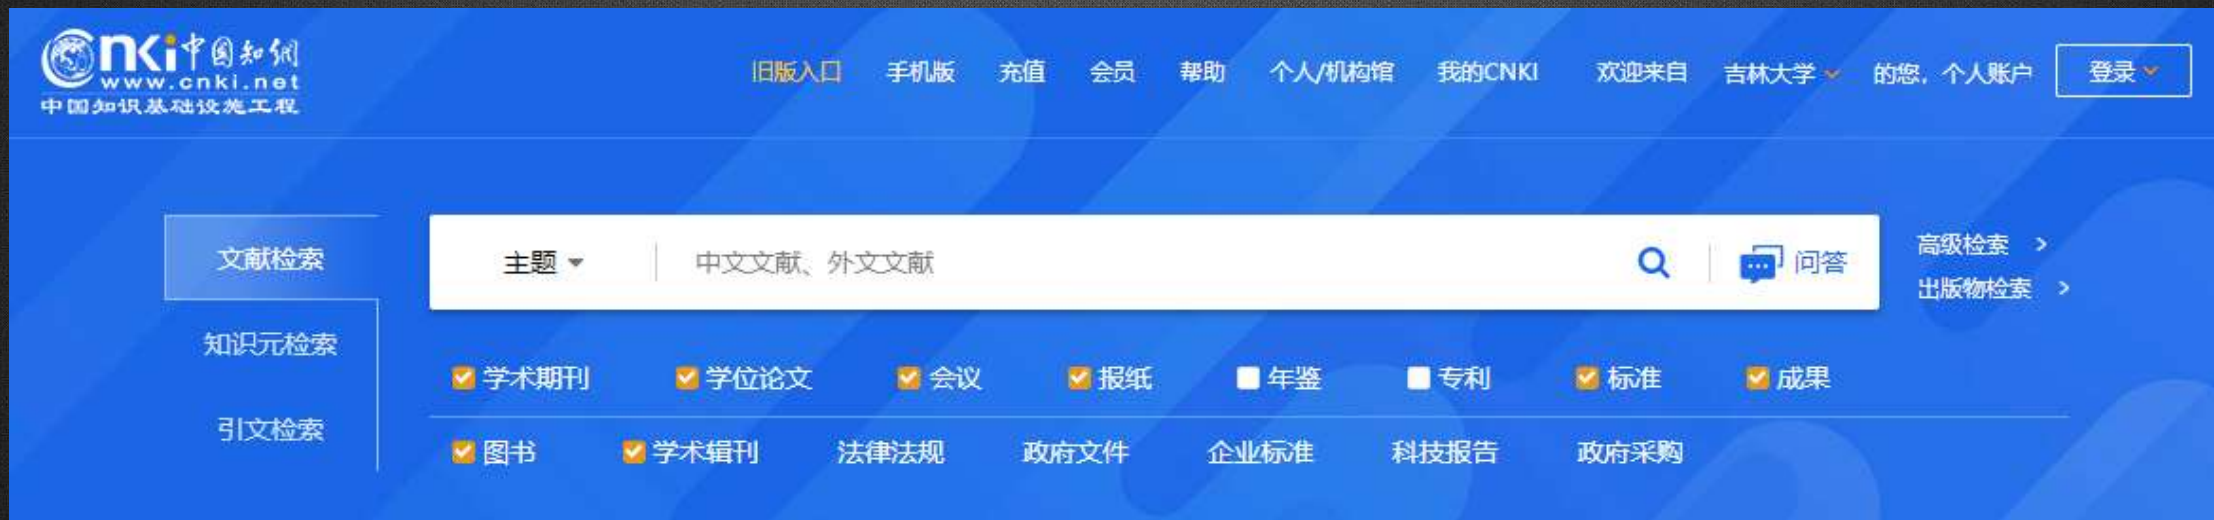 Cnki中国知网
www.cnki.net
中国知识基础设施工程
旧版入口 手机版 充值 会员 帮助 个人/机构馆 我的CNKI 欢迎来自 吉林大学 的您, 个人账户 登录
文献检索
知识元检索
引文检索
主题 中文文献、外文文献 问答
高级检索 >
出版物检索 >
学术期刊 学位论文 会议 报纸 年鉴 专利 标准 成果
图书 学术辑刊 法律法规 政府文件 企业标准 科技报告 政府采购